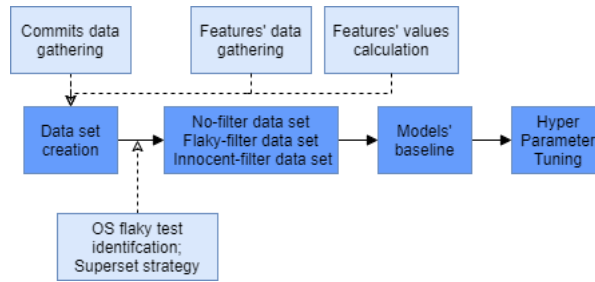 Commits data
gathering
Features' data
gathering
Features' values
calculation
Data set
creation
No-filter data set
Flaky-filter data set
Innocent-filter data set
Models'
baseline
Hyper
Parameter
Tuning
OS flaky test
identifcation;
Superset strategy